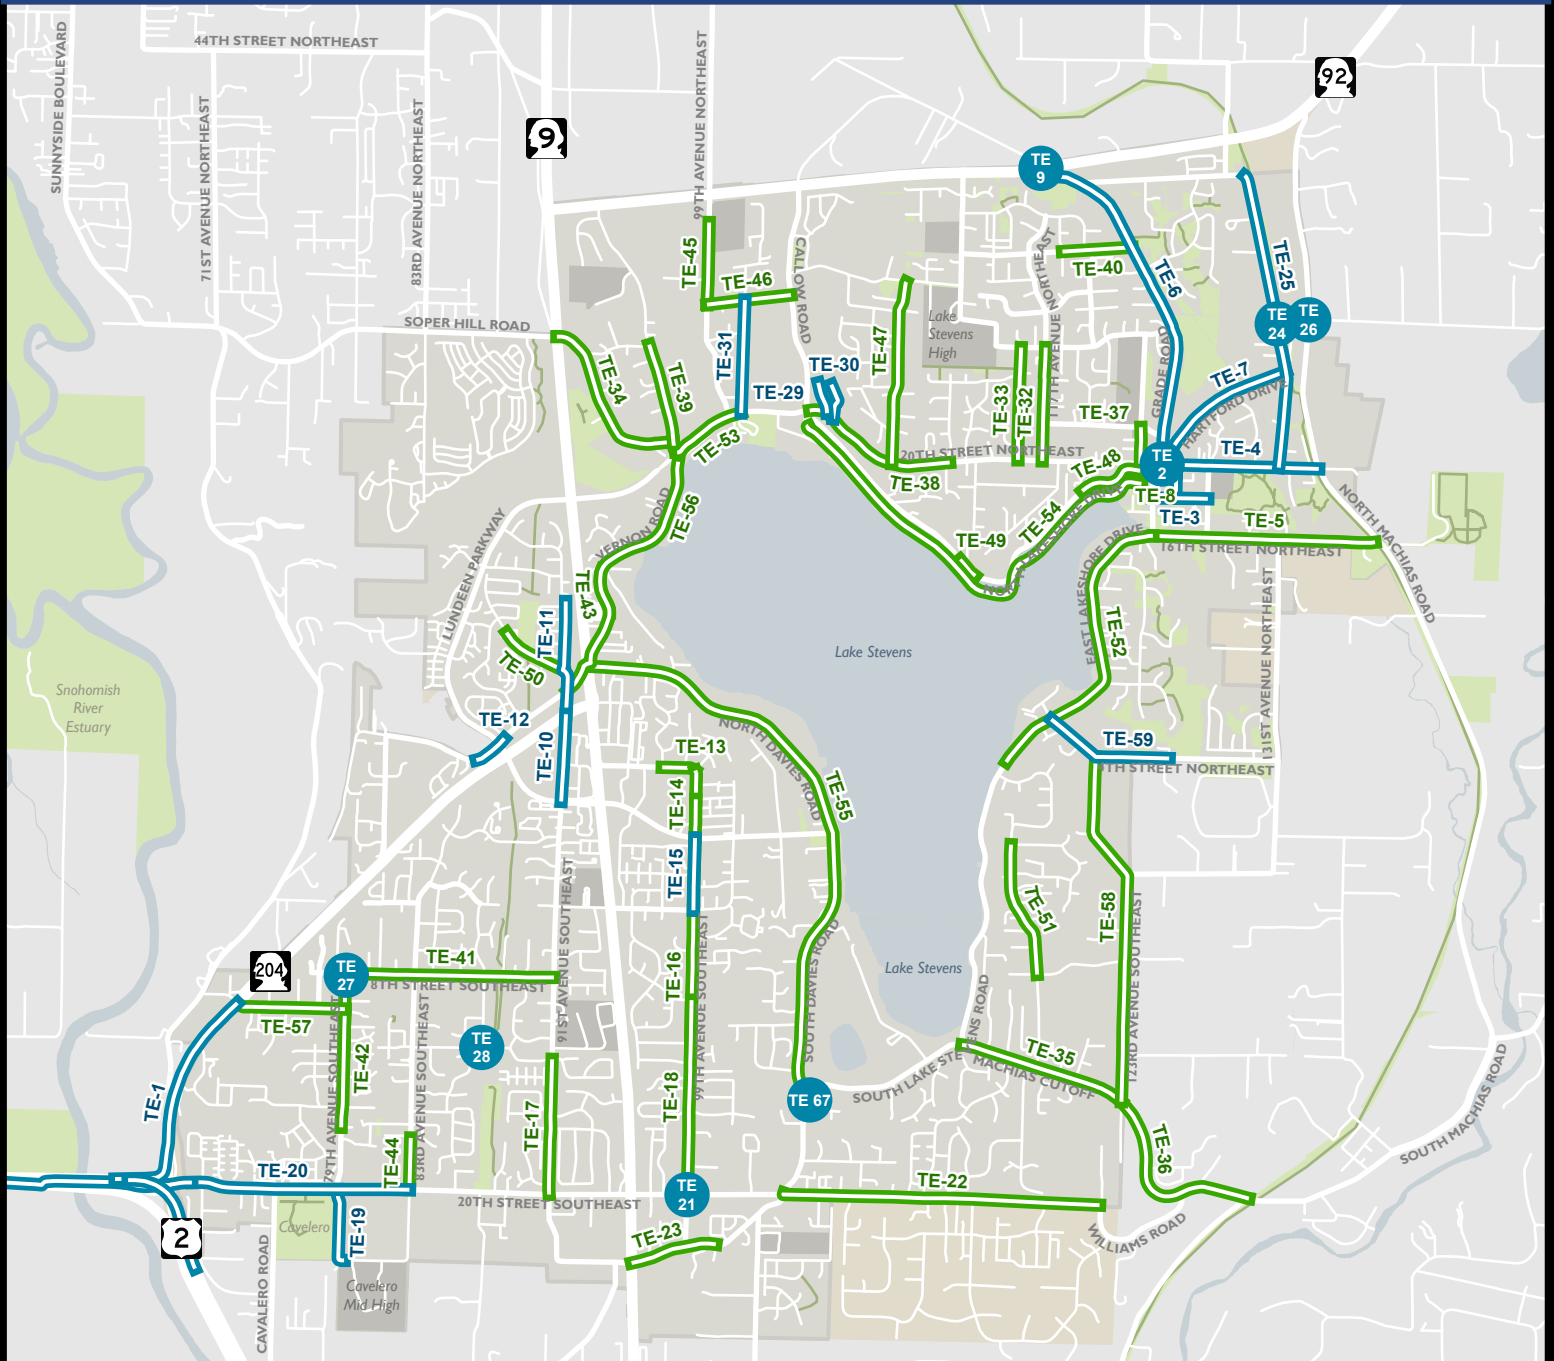 44TH STREET NORTHEAST
SUNNYSIDE BOULEVARD
71ST AVENUE NORTHEAST
83RD AVENUE NORTHEAST
99TH AVENUE NORTHEAST
92
9
TE
9
CALLOW ROAD
TE-45
TE-46
117TH AVENUE NORTHEAST
TE-40
TE-6
TE-25
TE
24
TE
26
SOPER HILL ROAD
TE-34
TE-39
TE-31
TE-30
TE-29
TE-47
Lake
Stevens
High
TE-33
TE-32
GRADE ROAD
TE-7
HARTFORD DRIVE
TE-37
TE-53
20TH STREET NORTHEAST
TE-38
TE-48
TE
2
TE-4
TE-8
TE-3
TE-5
16TH STREET NORTHEAST
NORTH MACHIAS ROAD
LUNDEEN PARKWAY
VERNON ROAD
TE-56
TE-49
TE-54
NORTH LAKESHORE DRIVE
EAST LAKESHORE DRIVE
TE-52
131ST AVENUE NORTHEAST
TE-43
TE-11
TE-50
Lake Stevens
Snohomish
River
Estuary
TE-12
TE-10
NORTH DAVIES ROAD
TE-59
4TH STREET NORTHEAST
TE-13
TE-14
TE-55
TE-15
TE-51
TE-58
123RD AVENUE SOUTHEAST
91ST AVENUE SOUTHEAST
TE-16
99TH AVENUE SOUTHEAST
SOUTH DAVIES ROAD
Lake Stevens
204
TE
27
TE-41
8TH STREET SOUTHEAST
TE-57
79TH AVENUE SOUTHEAST
TE-42
83RD AVENUE SOUTHEAST
TE
28
TE-1
TE-17
TE-18
TE 67
SOUTH LAKE STEVENS ROAD
TE-35
MACHIAS CUTOFF
TE-36
SOUTH MACHIAS ROAD
TE-44
TE-20
20TH STREET SOUTHEAST
TE
21
TE-22
WILLIAMS ROAD
TE-23
2
Cavelero
TE-19
CAVALERO ROAD
Cavelero
Mid High